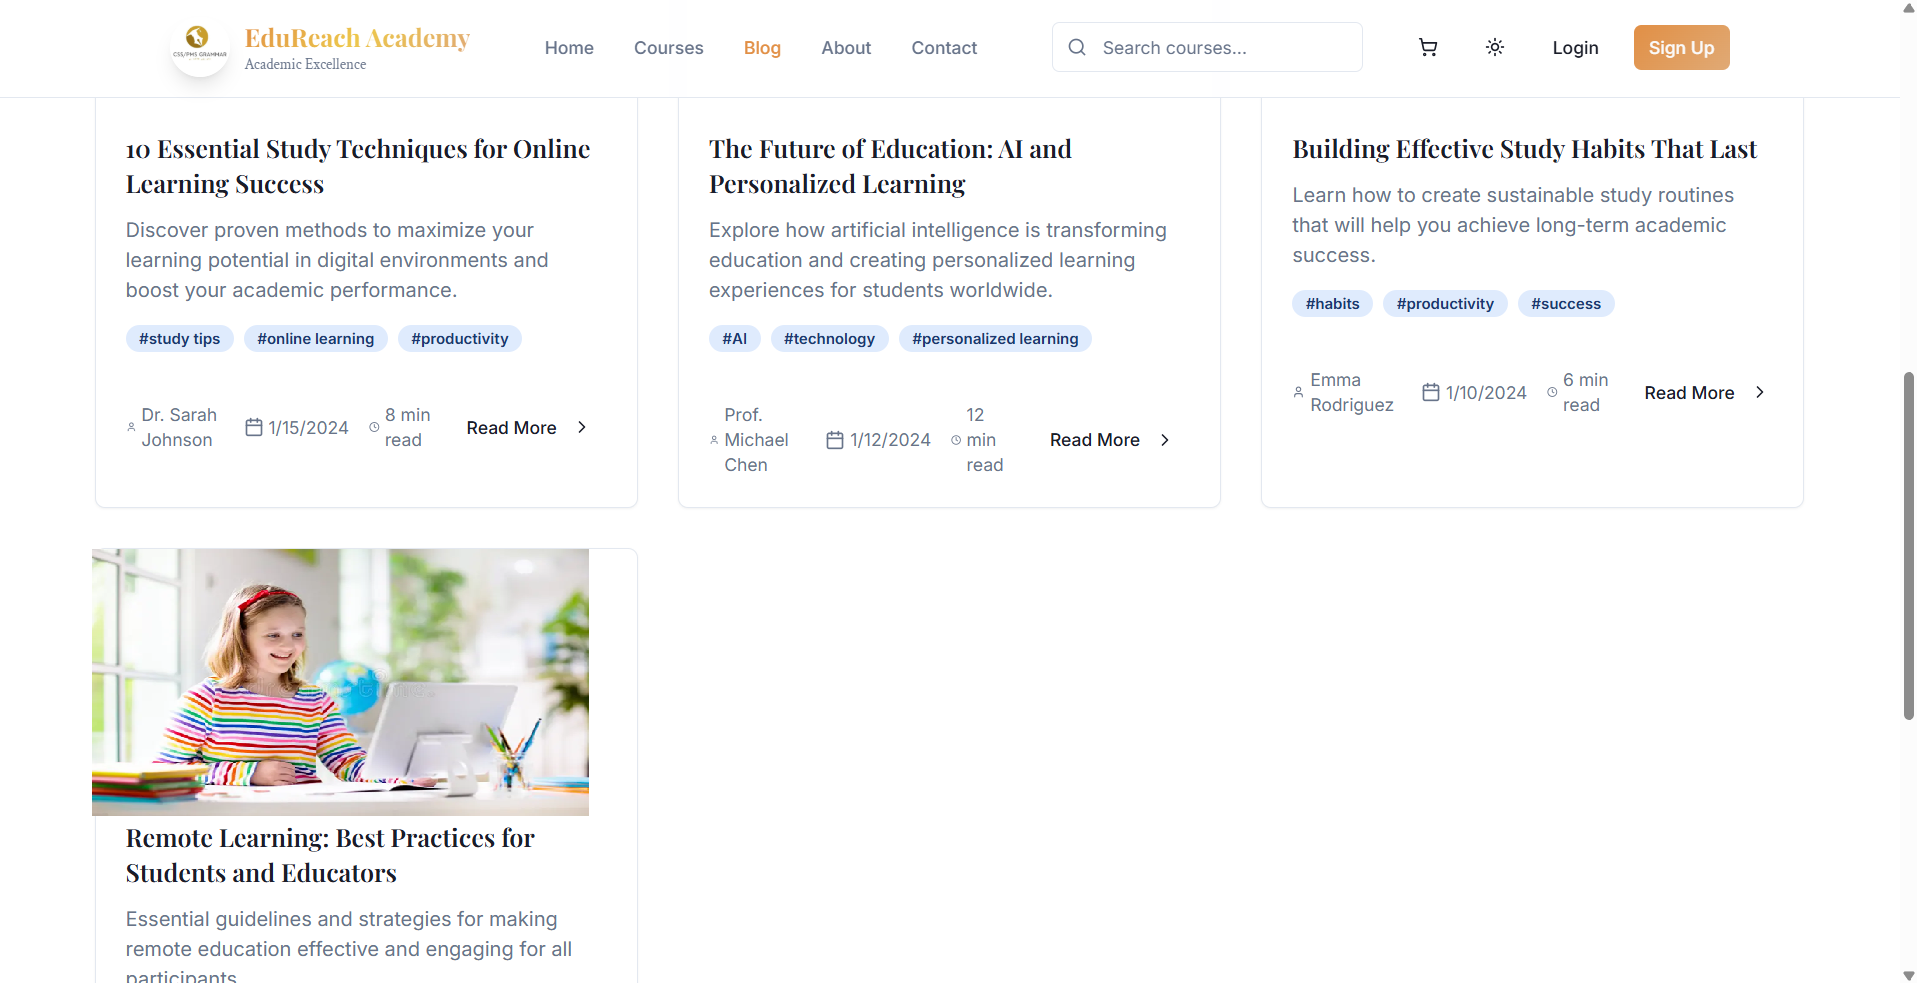 CSS/PMS GRAMMAR
EduReach Academy
Academic Excellence
Home
Courses
Blog
About
Contact
Search courses...
Login
Sign Up
10 Essential Study Techniques for Online
Learning Success
Discover proven methods to maximize your
learning potential in digital environments and
boost your academic performance.
#study tips
#online learning
#productivity
Dr. Sarah
Johnson
1/15/2024
8 min
read
Read More
The Future of Education: AI and
Personalized Learning
Explore how artificial intelligence is transforming
education and creating personalized learning
experiences for students worldwide.
#AI
#technology
#personalized learning
Prof.
Michael
Chen
1/12/2024
12
min
read
Read More
Building Effective Study Habits That Last
Learn how to create sustainable study routines
that will help you achieve long-term academic
success.
#habits
#productivity
#success
Emma
Rodriguez
1/10/2024
6 min
read
Read More
Remote Learning: Best Practices for
Students and Educators
Essential guidelines and strategies for making
remote education effective and engaging for all
participants